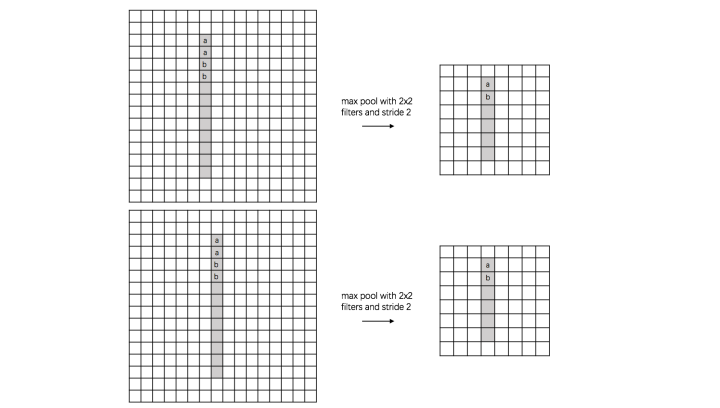 a
a
b
b
max pool with 2x2
filters and stride 2
a
b
a
a
b
b
max pool with 2x2
filters and stride 2
a
b